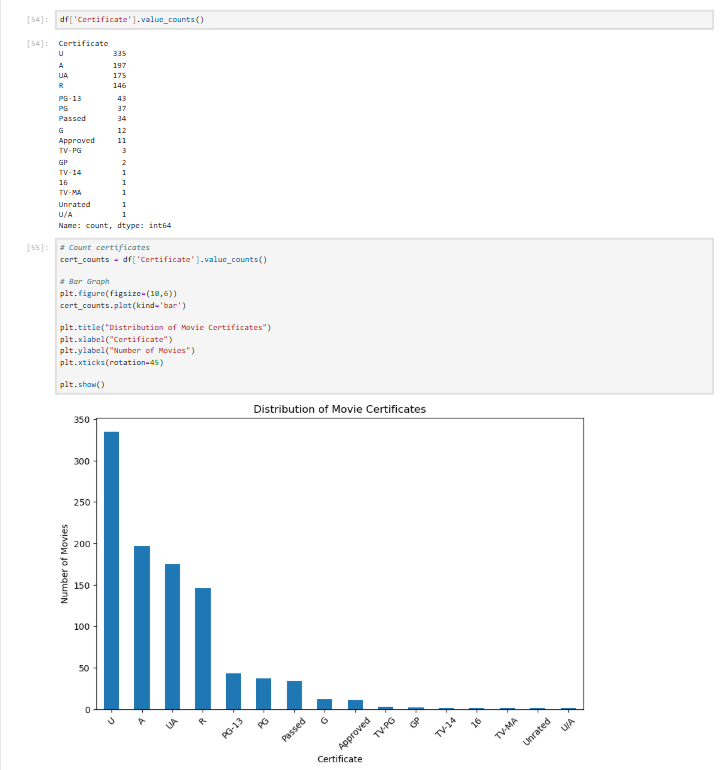 [54]: df['Certificate'].value_counts()
[54]: Certificate
U 335
A 197
UA 175
R 146
PG-13 43
PG 37
Passed 34
G 12
Approved 11
TV-PG 3
GP 2
TV-14 1
16 1
TV-MA 1
Unrated 1
U/A 1
Name: count, dtype: int64
[55]: # Count certificates
cert_counts = df['Certificate'].value_counts()
# Bar Graph
plt.figure(figsize=(10,6))
cert_counts.plot(kind='bar')
plt.title("Distribution of Movie Certificates")
plt.xlabel("Certificate")
plt.ylabel("Number of Movies")
plt.xticks(rotation=45)
plt.show()
Distribution of Movie Certificates
350
300
250
200
150
100
50
0
Number of Movies
U A UA R PG-13 PG Passed G Approved TV-PG GP TV-14 16 TV-MA Unrated U/A
Certificate